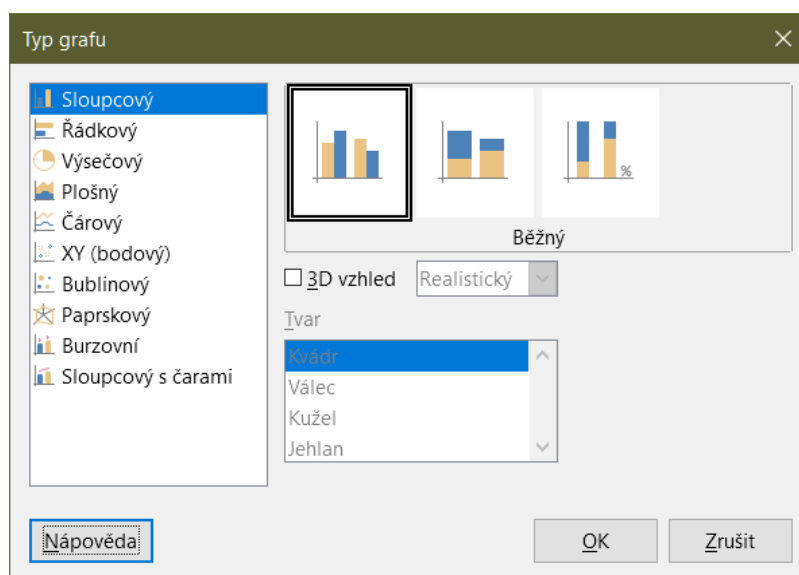 Typ grafu
Sloupcový
Řádkový
Výsečový
Plošný
Čárový
XY (bodový)
Bublinový
Paprskový
Burzovní
Sloupcový s čarami
%
Běžný
3D vzhled
Realistický
Tvar
Kvádr
Válec
Kužel
Jehlan
Nápověda
OK
Zrušit